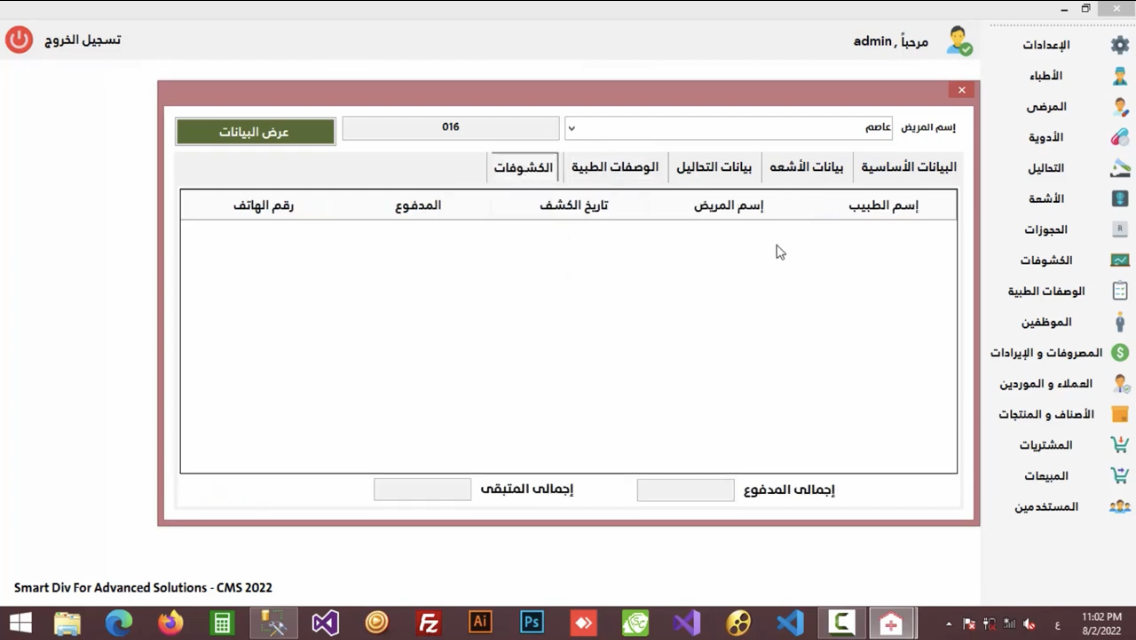 مرحباً , admin
تسجيل الخروج
الإعدادات
الأطباء
المرضى
الأدوية
التحاليل
الأشعة
الحجوزات
الكشوفات
الوصفات الطبية
الموظفين
المصروفات و الإيرادات
العملاء و الموردين
الأصناف و المنتجات
المشتريات
المبيعات
المستخدمين
إسم المريض
عاصم
016
عرض البيانات
البيانات الأساسية
بيانات الأشعه
بيانات التحاليل
الوصفات الطبية
الكشوفات
إسم الطبيب
إسم المريض
تاريخ الكشف
المدفوع
رقم الهاتف
إجمالى المدفوع
إجمالى المتبقى
Smart Div For Advanced Solutions - CMS 2022
Fz
Ai
Ps
C
ع
11:02 PM
8/2/2022